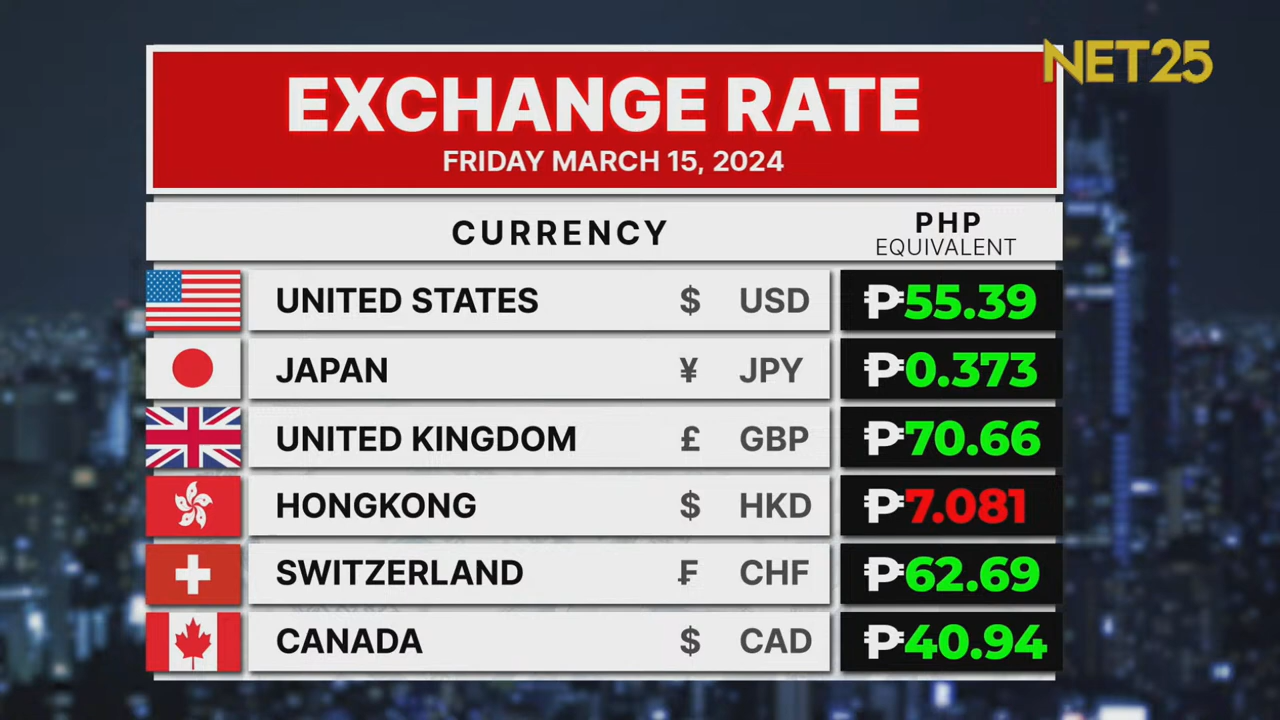 NET25
EXCHANGE RATE
FRIDAY MARCH 15, 2024
CURRENCY
PHP
EQUIVALENT
UNITED STATES $ USD ₱55.39
JAPAN ¥ JPY ₱0.373
UNITED KINGDOM £ GBP ₱70.66
HONGKONG $ HKD ₱7.081
SWITZERLAND ₣ CHF ₱62.69
CANADA $ CAD ₱40.94